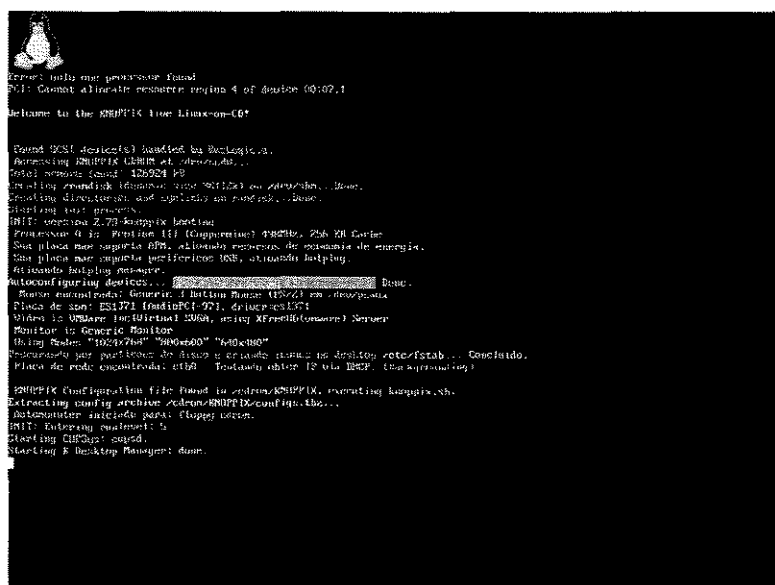 Error: only one processor found
PCI: Cannot allocate resource region 4 of device 00:07.1
Welcome to the KNOPPIX live Linux-on-CD!
Found SCSI device(s) handled by BusLogic.o.
Accessing KNOPPIX CDROM at /dev/scd0...
Total memory found: 126924 kB
Creating /ramdisk (dynamic size on /dev/shm...Done.
Creating directories and symlinks on ramdisk...Done.
Starting init process.
INIT: version 2.78-knoppix booting
Processor 0 is Pentium III (Coppermine) 256 KB Cache
Sua placa mae suporta APM, ativando recursos de economia de energia.
Sua placa mae suporta perifericos USB, ativando hotplug.
Ativando hotplug manager.
Autoconfiguring devices... Done.
Mouse encontrado: Generic 3 Button Mouse (PS/2) em /dev/psaux
Placa de som: ES1371 [AudioPCI-97], driver=es1371
Video is VMWare Inc|Virtual SVGA, using XFree86(vmware) Server
Monitor is Generic Monitor
Using Modes "1024x768" "800x600" "640x480"
Procurando por particoes de disco e criando icones no desktop /etc/fstab... Concluido.
Placa de rede encontrada: eth0 Tentando obter IP via DHCP. (backgrounding)
KNOPPIX Configuration file found in /cdrom/KNOPPIX, executing knoppix.sh.
Extracting config archive /cdrom/KNOPPIX/configs.tbz...
Automounter iniciado para: floppy cdrom.
INIT: Entering runlevel: 5
Starting CUPSys: cupsd.
Starting K Desktop Manager: done.